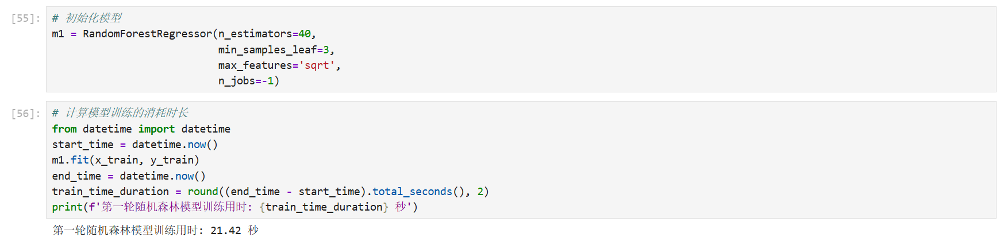 [55]:
# 初始化模型
m1 = RandomForestRegressor(n_estimators=40,
                           min_samples_leaf=3,
                           max_features='sqrt',
                           n_jobs=-1)
[56]:
# 计算模型训练的消耗时长
from datetime import datetime
start_time = datetime.now()
m1.fit(x_train, y_train)
end_time = datetime.now()
train_time_duration = round((end_time - start_time).total_seconds(), 2)
print(f'第一轮随机森林模型训练用时: {train_time_duration} 秒')
第一轮随机森林模型训练用时: 21.42 秒